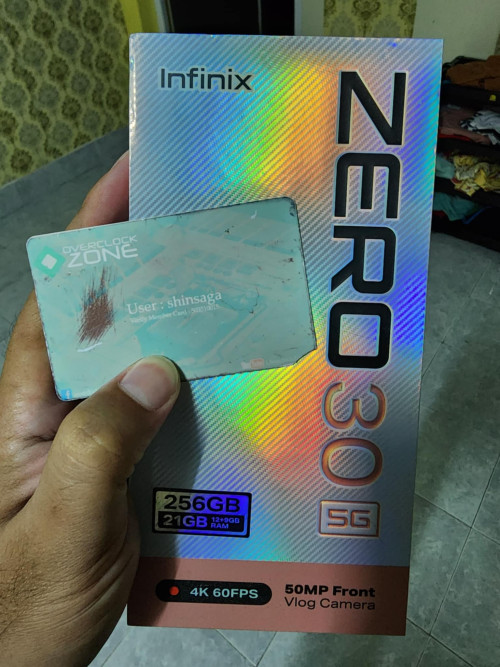 Infinix
ZERO 30 5G
OVERCLOCK
ZONE
User : shinsaga
256GB
21GB 12+9GB
RAM
4K 60FPS
50MP Front
Vlog Camera